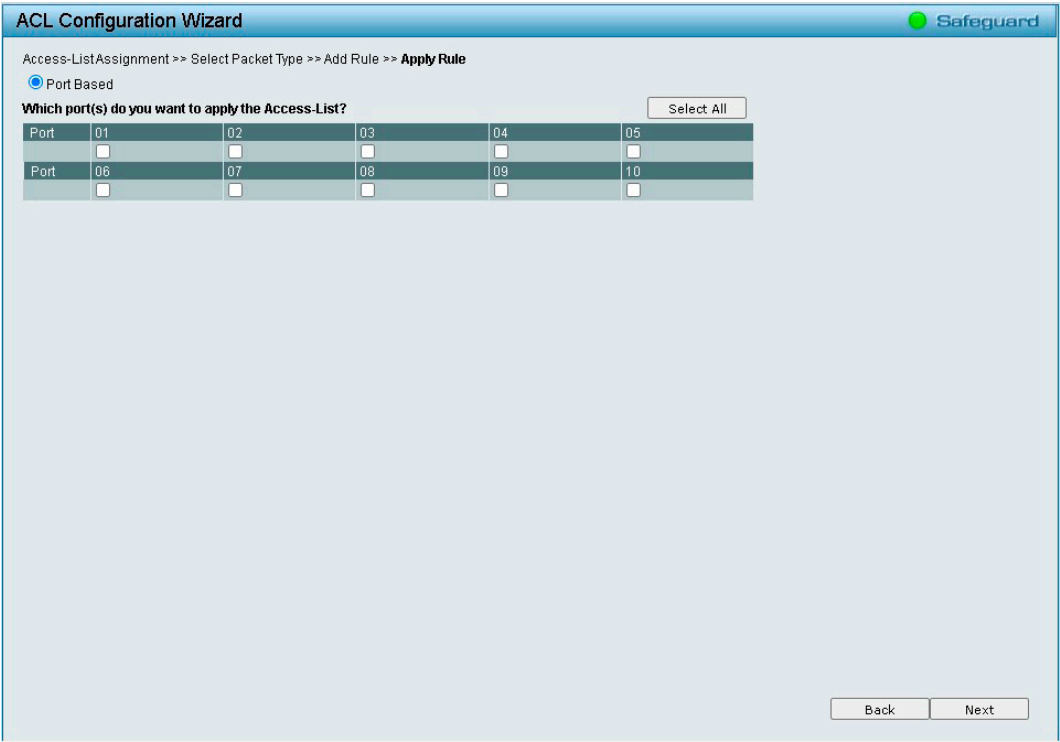 ACL Configuration Wizard
Safeguard
Access-List Assignment >> Select Packet Type >> Add Rule >> Apply Rule
Port Based
Which port(s) do you want to apply the Access-List?
Select All
Port 01 02 03 04 05
Port 06 07 08 09 10
Back Next